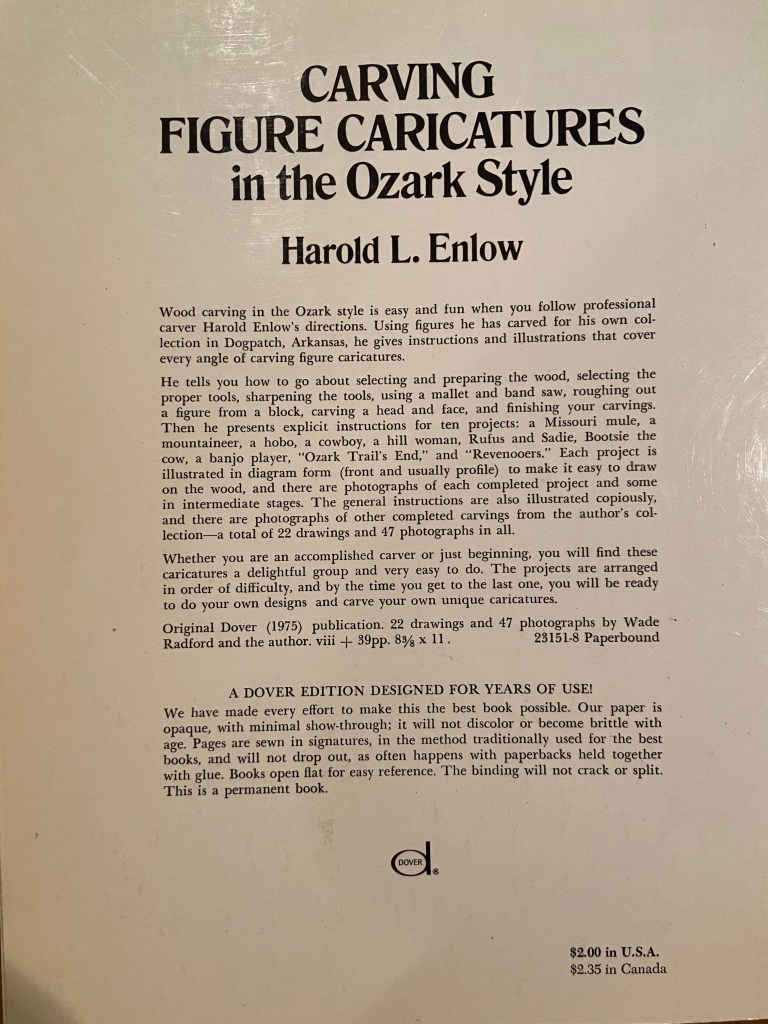 CARVING
FIGURE CARICATURES
in the Ozark Style
Harold L. Enlow
Wood carving in the Ozark style is easy and fun when you follow professional
carver Harold Enlow's directions. Using figures he has carved for his own col-
lection in Dogpatch, Arkansas, he gives instructions and illustrations that cover
every angle of carving figure caricatures.
He tells you how to go about selecting and preparing the wood, selecting the
proper tools, sharpening the tools, using a mallet and band saw, roughing out
a figure from a block, carving a head and face, and finishing your carvings.
Then he presents explicit instructions for ten projects: a Missouri mule, a
mountaineer, a hobo, a cowboy, a hill woman, Rufus and Sadie, Bootsie the
cow, a banjo player, "Ozark Trail's End," and "Revenooers." Each project is
illustrated in diagram form (front and usually profile) to make it easy to draw
on the wood, and there are photographs of each completed project and some
in intermediate stages. The general instructions are also illustrated copiously,
and there are photographs of other completed carvings from the author's col-
lection—a total of 22 drawings and 47 photographs in all.
Whether you are an accomplished carver or just beginning, you will find these
caricatures a delightful group and very easy to do. The projects are arranged
in order of difficulty, and by the time you get to the last one, you will be ready
to do your own designs and carve your own unique caricatures.
Original Dover (1975) publication. 22 drawings and 47 photographs by Wade
Radford and the author. viii + 39pp. 8⅜ x 11. 23151-8 Paperbound
A DOVER EDITION DESIGNED FOR YEARS OF USE!
We have made every effort to make this the best book possible. Our paper is
opaque, with minimal show-through; it will not discolor or become brittle with
age. Pages are sewn in signatures, in the method traditionally used for the best
books, and will not drop out, as often happens with paperbacks held together
with glue. Books open flat for easy reference. The binding will not crack or split.
This is a permanent book.
DOVER ®
$2.00 in U.S.A.
$2.35 in Canada